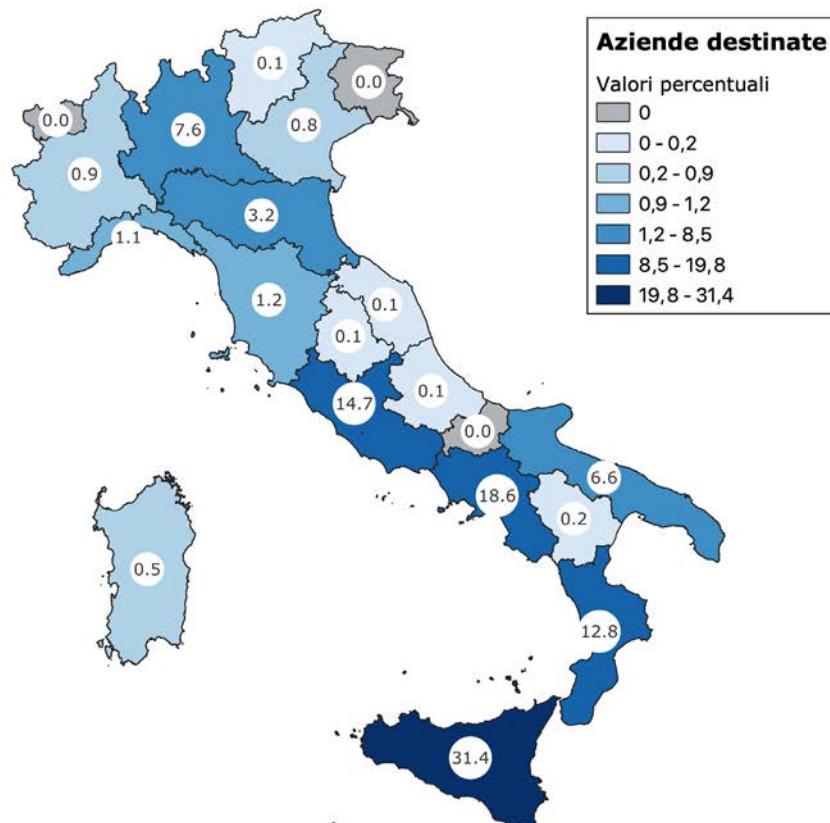 Aziende destinate
Valori percentuali
0
0 - 0,2
0,2 - 0,9
0,9 - 1,2
1,2 - 8,5
8,5 - 19,8
19,8 - 31,4
0.1
0.0
0.0
7.6
0.8
0.9
3.2
1.1
1.2
0.1
0.1
0.1
14.7
0.0
6.6
18.6
0.2
0.5
12.8
31.4